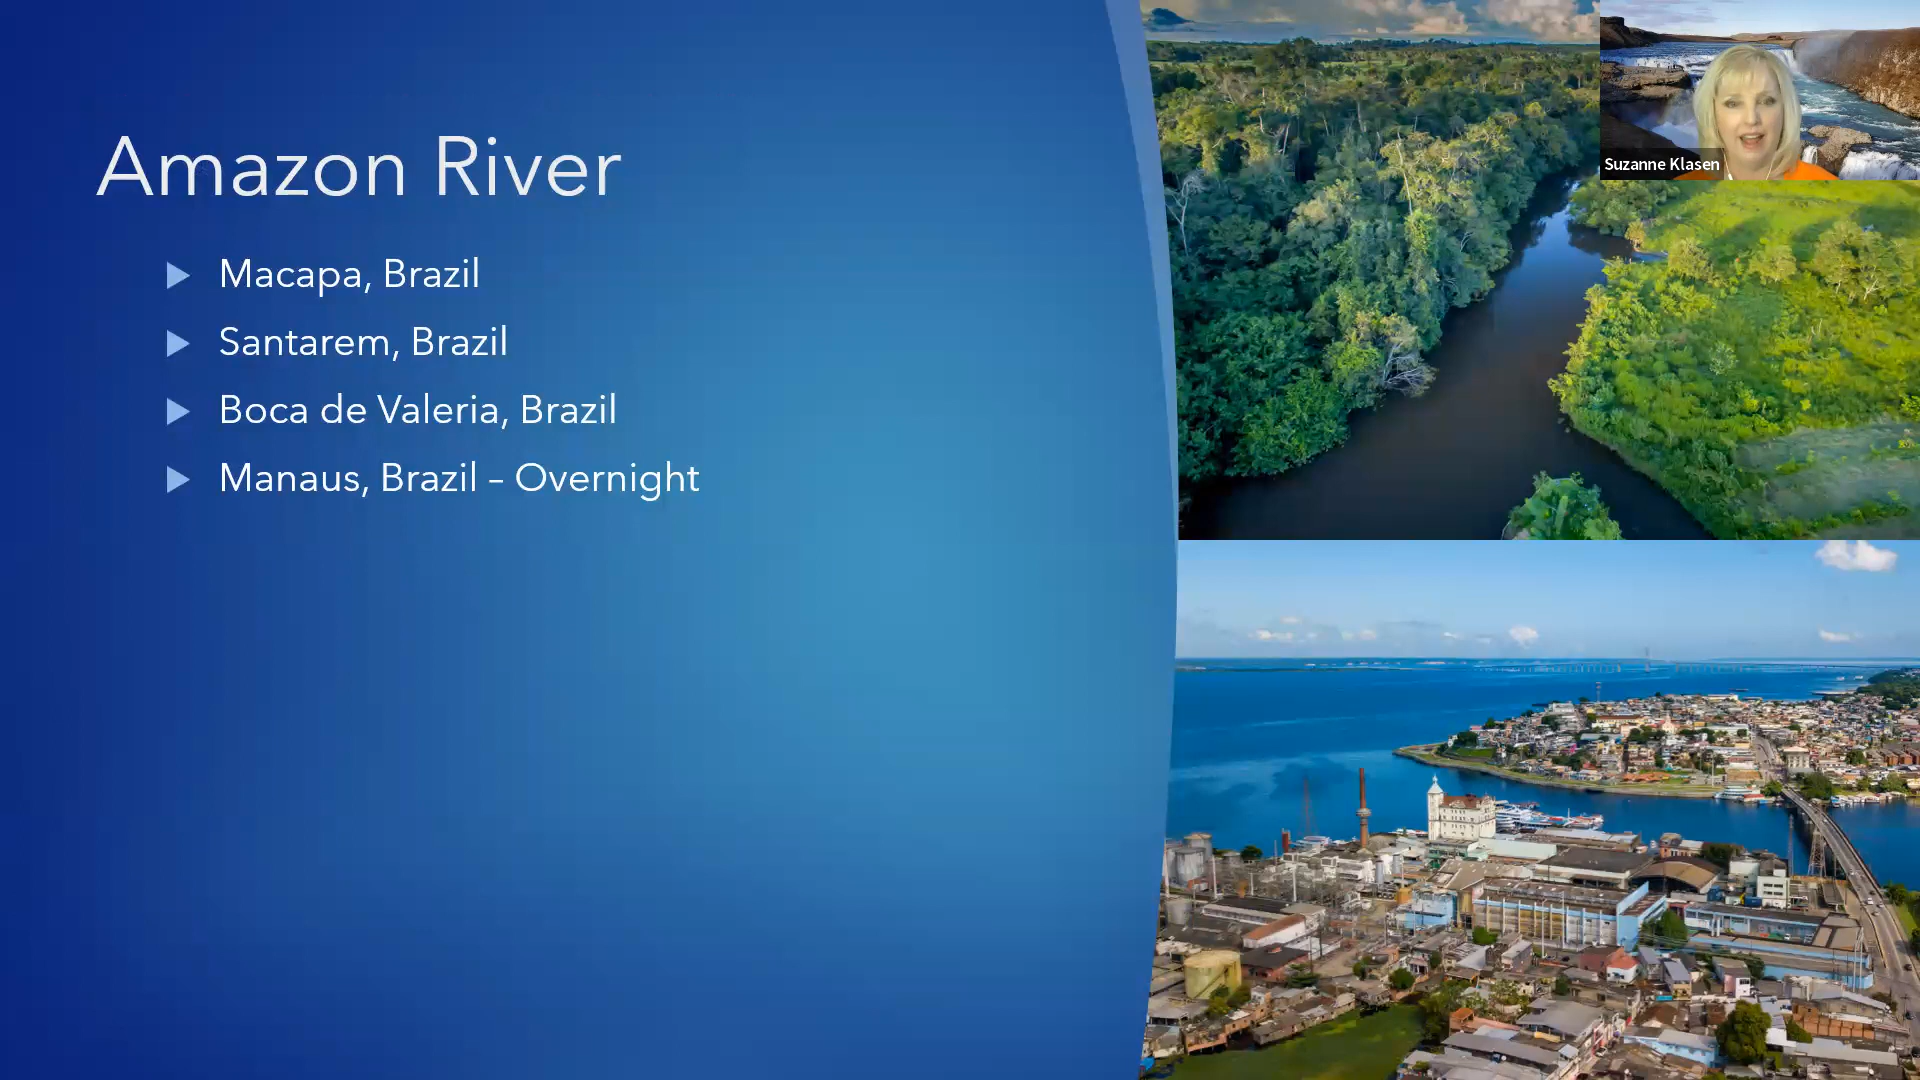 Amazon River
Macapa, Brazil
Santarem, Brazil
Boca de Valeria, Brazil
Manaus, Brazil – Overnight
Suzanne Klasen